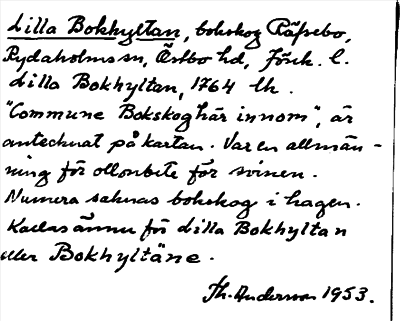 Lilla Bokhyltan, bokskog Räfsebo,
Rydaholms sn, Östbo hd, Jönk. l.
Lilla Bokhyltan, 1764 lh.
"Commune Bokskog här innom", är
antecknat på kartan. Var en allmän-
ning för ollonbete för svinen.
Numera saknas bokskog i hagen.
Kallas ännu för Lilla Bokhyltan
eller Bokhyltäne.
Th. Andersson 1953.